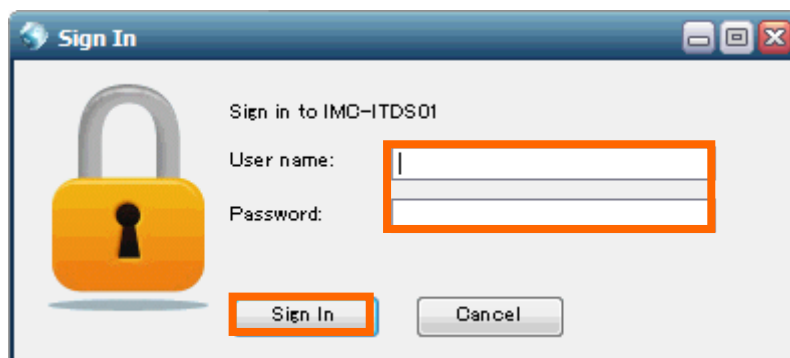 Sign In
Sign in to IMC-ITDS01
User name:
Password:
Sign In Cancel